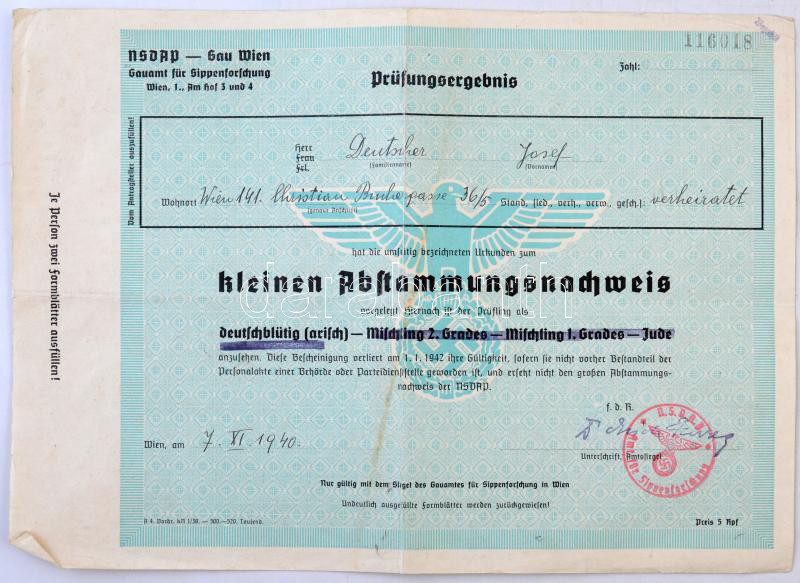 116018
NSDAP — Gau Wien
Gauamt für Sippenforschung
Wien, 1., Am Hof 3 und 4
Zahl:
Prüfungsergebnis
Vom Antragsteller auszufüllen!
Herr
Frau
Frl.
Deutscher Josef
(Familienname) (Vorname)
Wohnort Wien 141. Christian 36/5 Stand, (led., verh., verw., gesch.): verheiratet
(genaue Anschrift)
hat die umseitig bezeichneten Urkunden zum
kleinen Abstammungsnachweis
vorgelegt. Hiernach ist der Prüfling als
deutschblütig (arisch) — Mischling 2. Grades — Mischling 1. Grades — Jude
anzusehen. Diese Bescheinigung verliert am 1. 1. 1942 ihre Gültigkeit, sofern sie nicht vorher Bestandteil der
Personalakte einer Behörde oder Parteidienststelle geworden ist, und ersetzt nicht den großen Abstammungs-
nachweis der NSDAP.
f. d. R.
Wien, am 7. XI. 1940.
Unterschrift, Amtssiegel
N.S.D.A.P.
Amt für Sippenforschung
Nur gültig mit dem Siegel des Gauamtes für Sippenforschung in Wien
Undeutlich ausgefüllte Formblätter werden zurückgewiesen!
Preis 5 Rpf
Je Person zwei Formblätter ausfüllen!